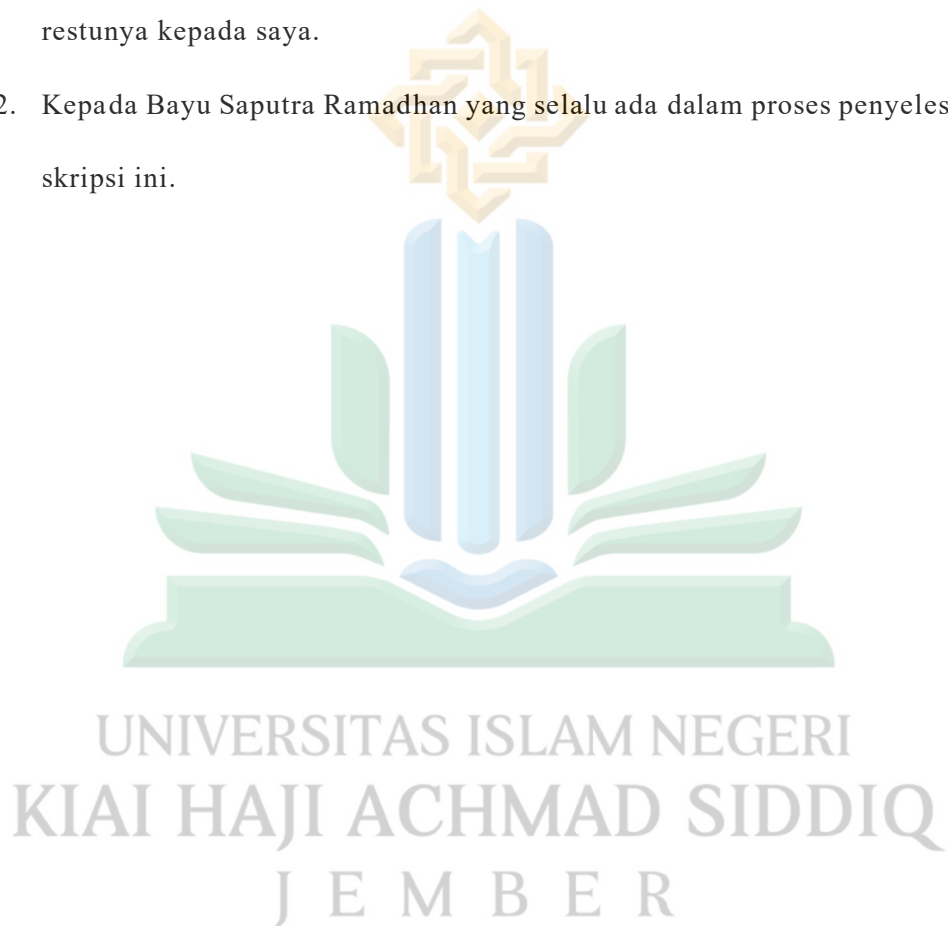 restunya kepada saya.
2. Kepada Bayu Saputra Ramadhan yang selalu ada dalam proses penyeles
skripsi ini.
UNIVERSITAS ISLAM NEGERI
KIAI HAJI ACHMAD SIDDIQ
JEMBER